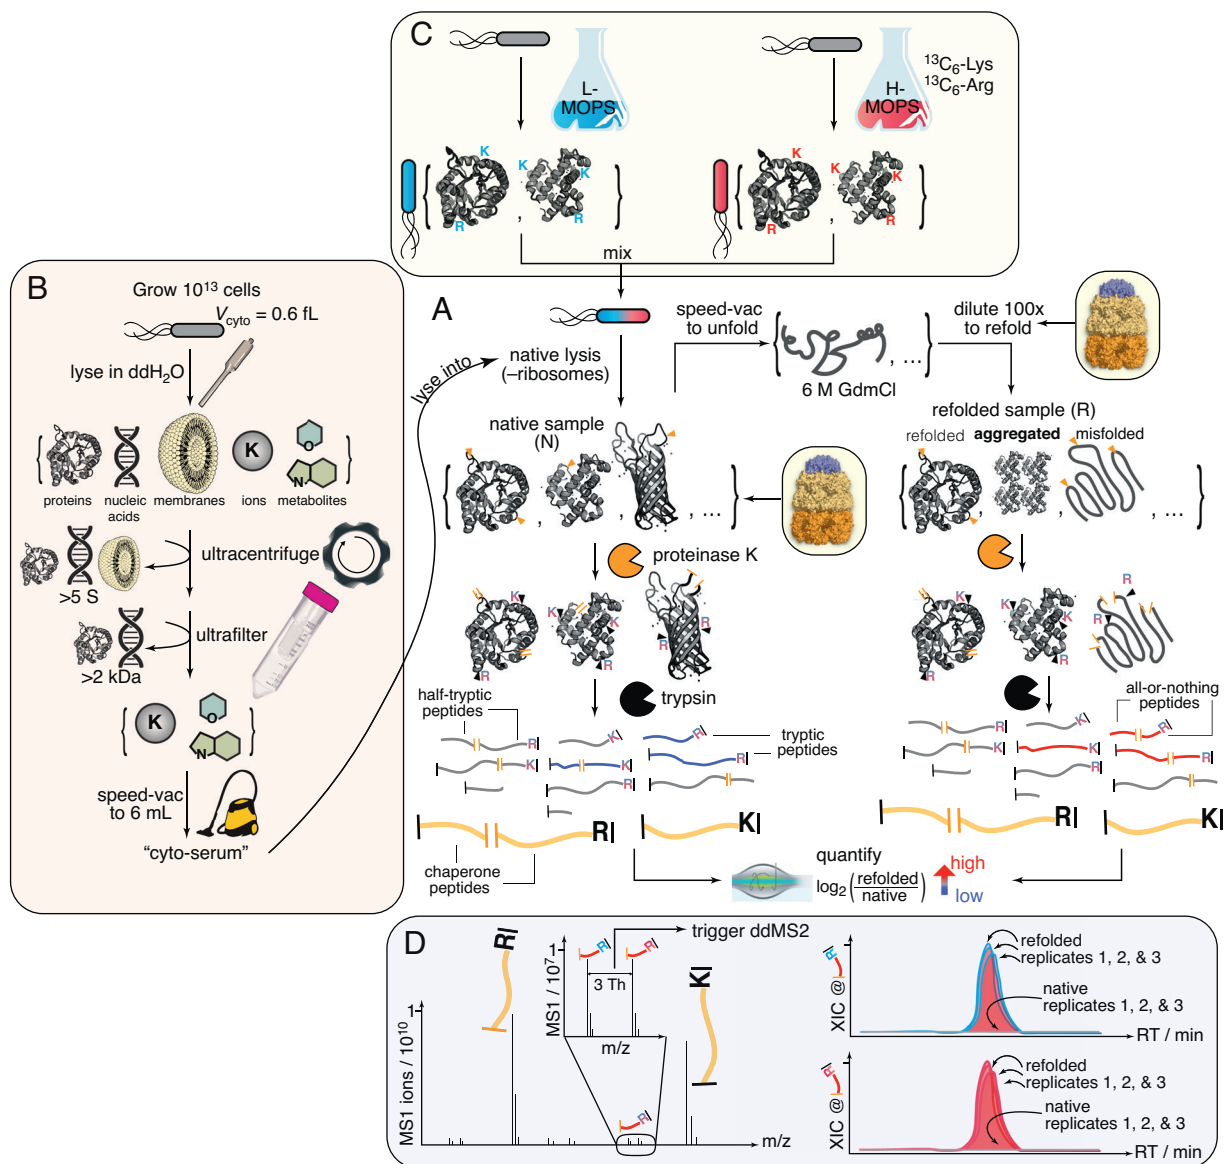 C
L-
MOPS
H-
MOPS
13C6-Lys
13C6-Arg
K
K
K
R
,
K
K
K
R
R
,
mix
B
Grow 10^13 cells
Vcyto = 0.6 fL
lyse in ddH2O
K
O
N
proteins
nucleic
acids
membranes
ions
metabolites
ultracentrifuge
>5 S
ultrafilter
>2 kDa
K
O
N
speed-vac
to 6 mL
"cyto-serum"
lyse into
A
native lysis
(–ribosomes)
speed-vac
to unfold
, ...
6 M GdmCl
dilute 100x
to refold
native sample
(N)
, , , ...
refolded sample (R)
refolded
aggregated
misfolded
, , , ...
proteinase K
K
R
K
K
R
R
R
K
R
K
K
R
R
trypsin
half-tryptic
peptides
tryptic
peptides
all-or-nothing
peptides
R
K
R
K
K
R
R
R
K
R
K
K
R
R
R
K
R
K
chaperone
peptides
quantify
log2 (refolded/native)
high
low
D
R
R
R
trigger ddMS2
1
MS1 / 10^7
3 Th
m/z
K
1
MS1 ions / 10^10
R
m/z
R
XIC @
refolded
replicates 1, 2, & 3
native
replicates 1, 2, & 3
RT / min
R
XIC @
refolded
replicates 1, 2, & 3
native
replicates 1, 2, & 3
RT / min